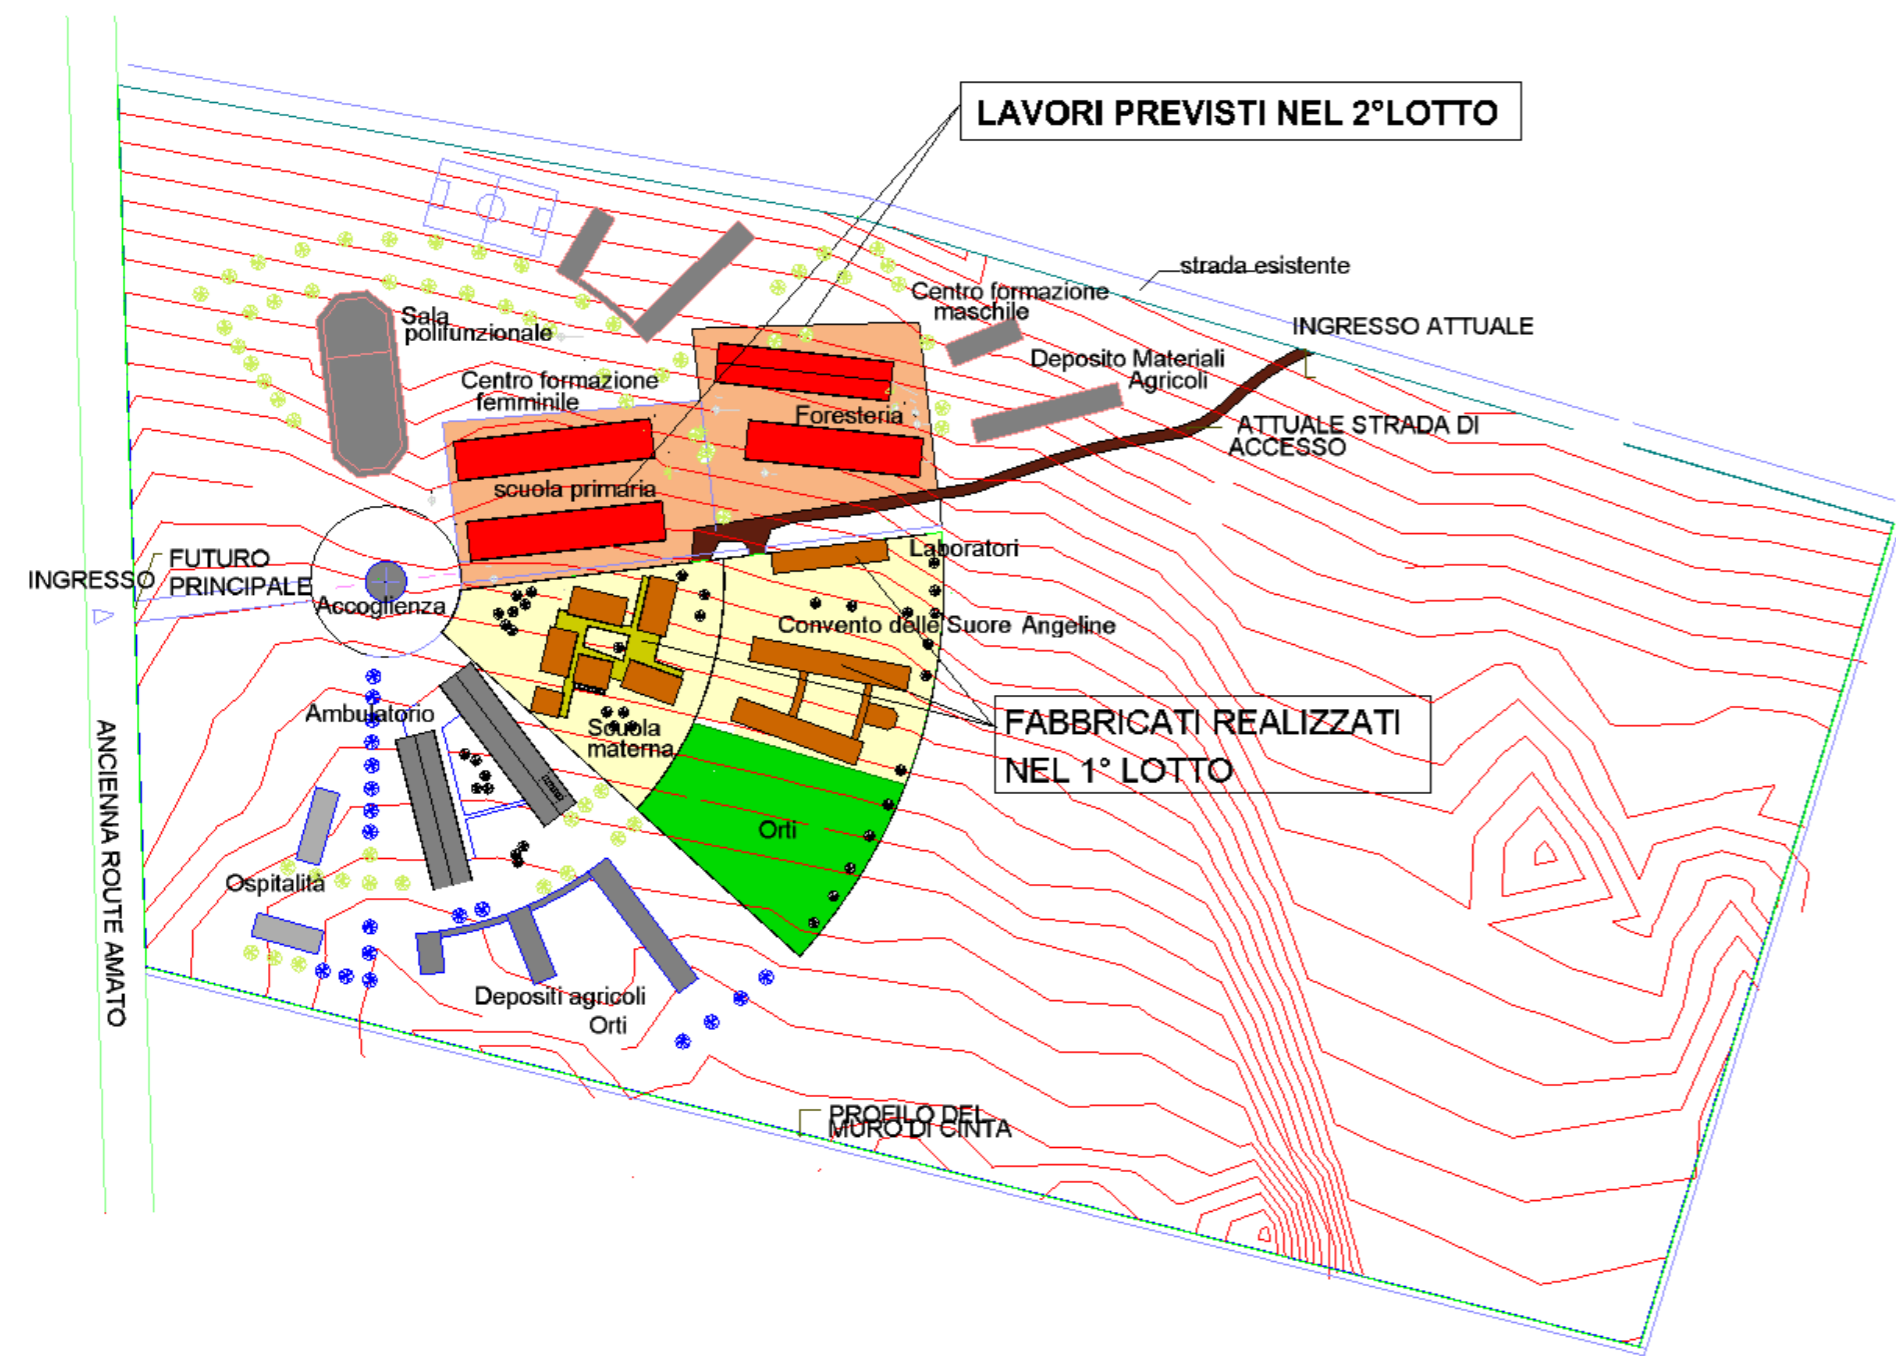 LAVORI PREVISTI NEL 2°LOTTO
strada esistente
Centro formazione
maschile
INGRESSO ATTUALE
Sala
polifunzionale
Deposito Materiali
Agricoli
Centro formazione
femminile
Foresteria
ATTUALE STRADA DI
ACCESSO
scuola primaria
FUTURO
INGRESSO
PRINCIPALE
Laboratori
Accoglienza
Convento delle Suore Angeline
Ambulatorio
FABBRICATI REALIZZATI
NEL 1° LOTTO
Scuola
materna
ANCIENNA ROUTE AMATO
Orti
Ospitalità
Depositi agricoli
Orti
PROFILO DEL
MURO DI CINTA